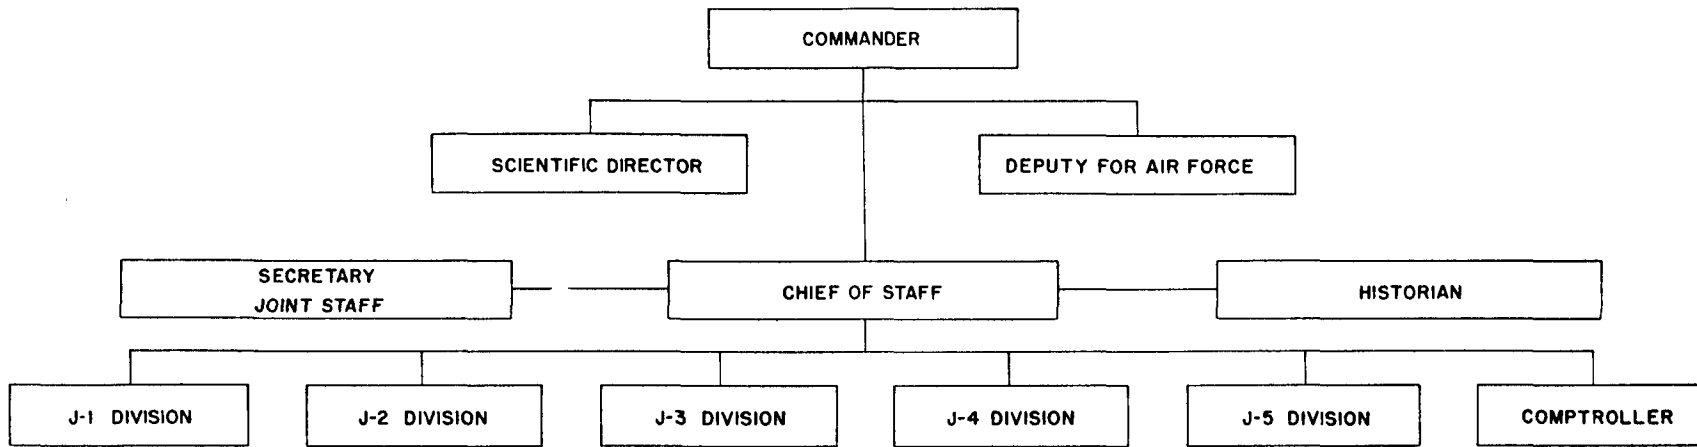 COMMANDER
SCIENTIFIC DIRECTOR
DEPUTY FOR AIR FORCE
SECRETARY
JOINT STAFF
CHIEF OF STAFF
HISTORIAN
J-1 DIVISION
J-2 DIVISION
J-3 DIVISION
J-4 DIVISION
J-5 DIVISION
COMPTROLLER